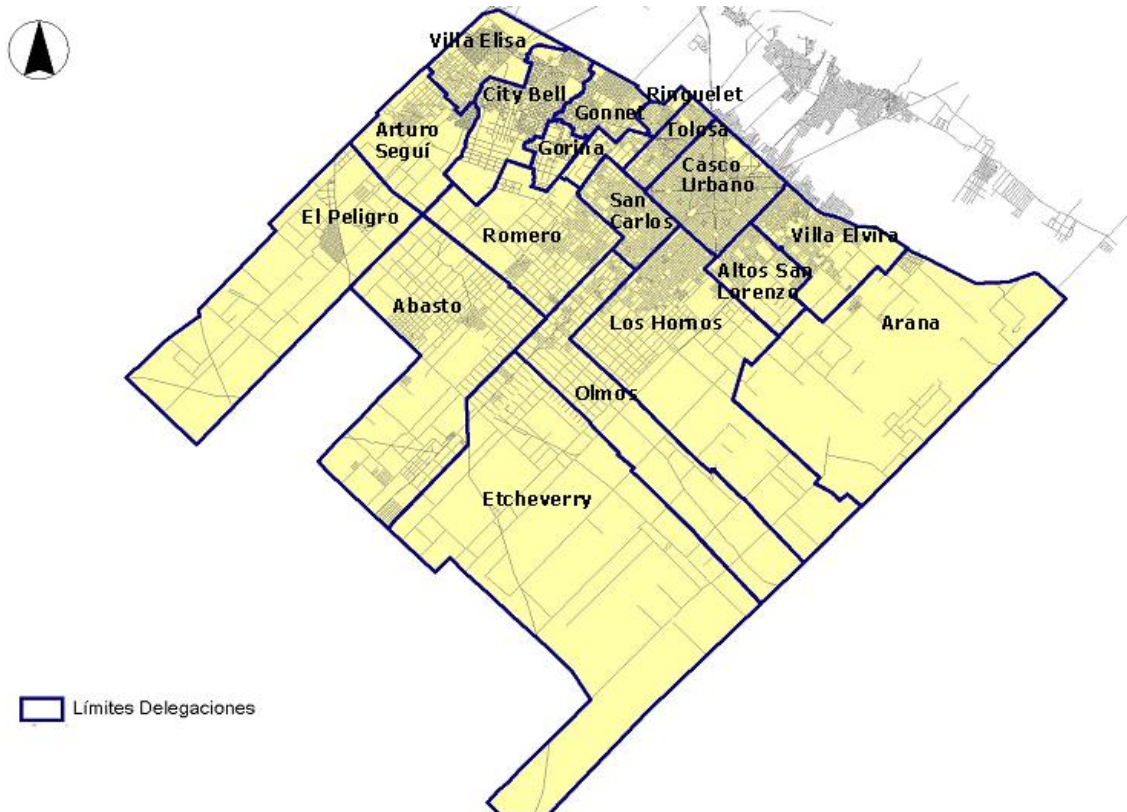 Villa Elisa
City Bell
Rinquelet
Gonnet
Tolosa
Arturo
Seguí
Gorina
Casco
Urbano
El Peligro
San
Carlos
Romero
Villa Elvira
Altos San
Lorenzo
Abasto
Los Hornos
Arana
Olmos
Etcheverry
Límites Delegaciones